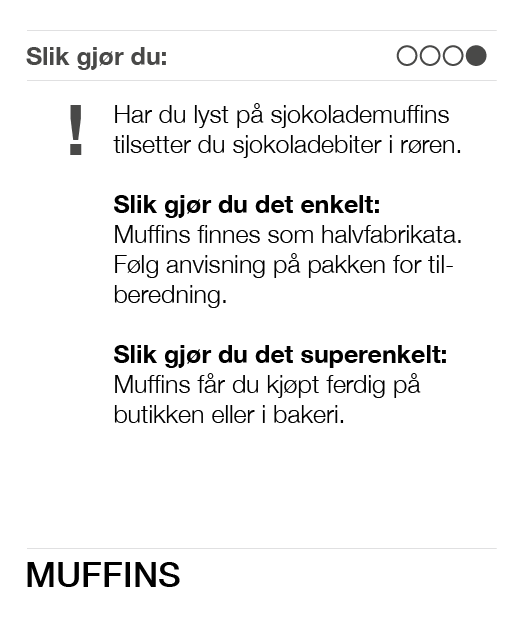 Slik gjør du:
!
Har du lyst på sjokolademuffins
tilsetter du sjokoladebiter i røren.
Slik gjør du det enkelt:
Muffins finnes som halvfabrikata.
Følg anvisning på pakken for til-
beredning.
Slik gjør du det superenkelt:
Muffins får du kjøpt ferdig på
butikken eller i bakeri.
MUFFINS